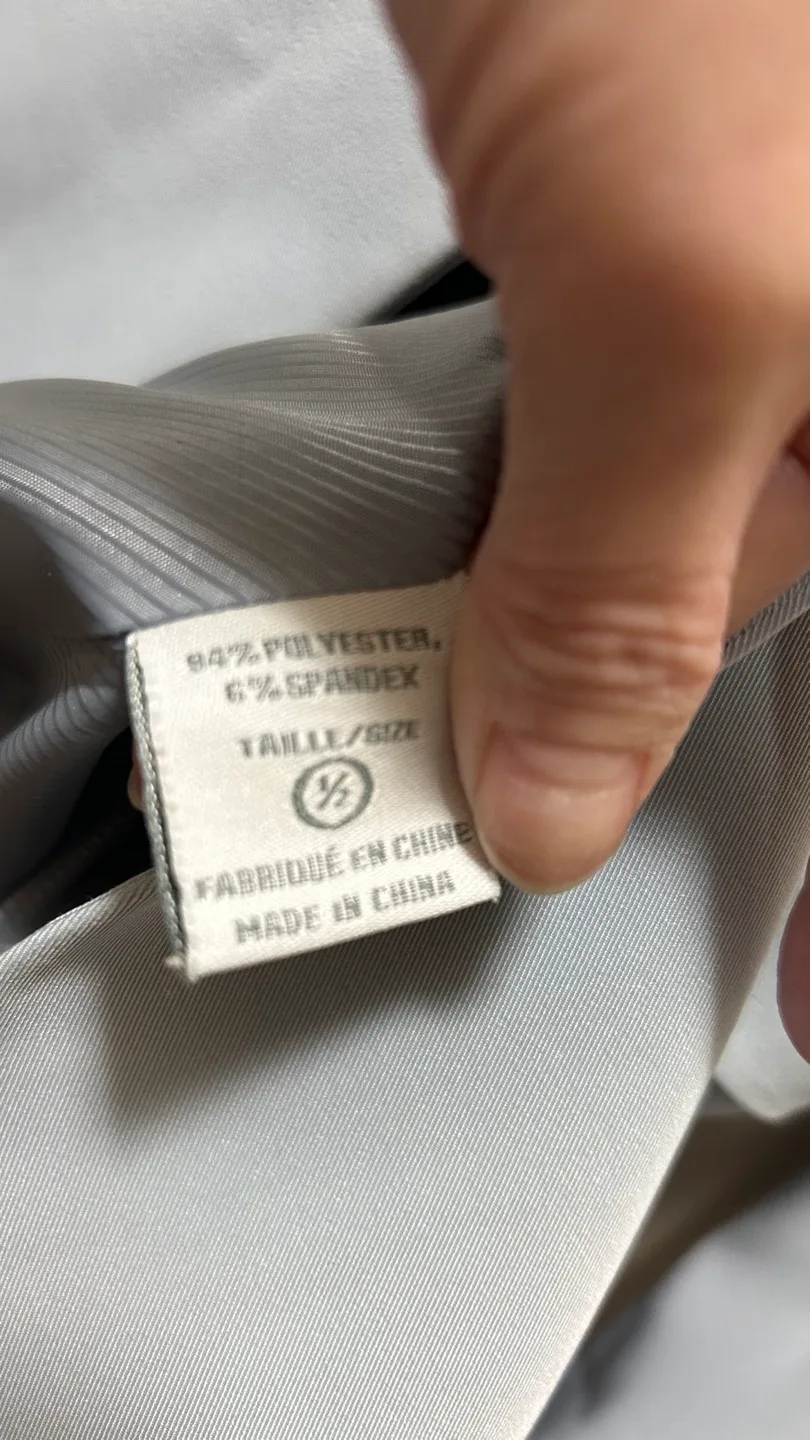 94% POLYESTER,
6% SPANDEX
TAILLE/SIZE
1/2
FABRIQUÉ EN CHINE
MADE IN CHINA